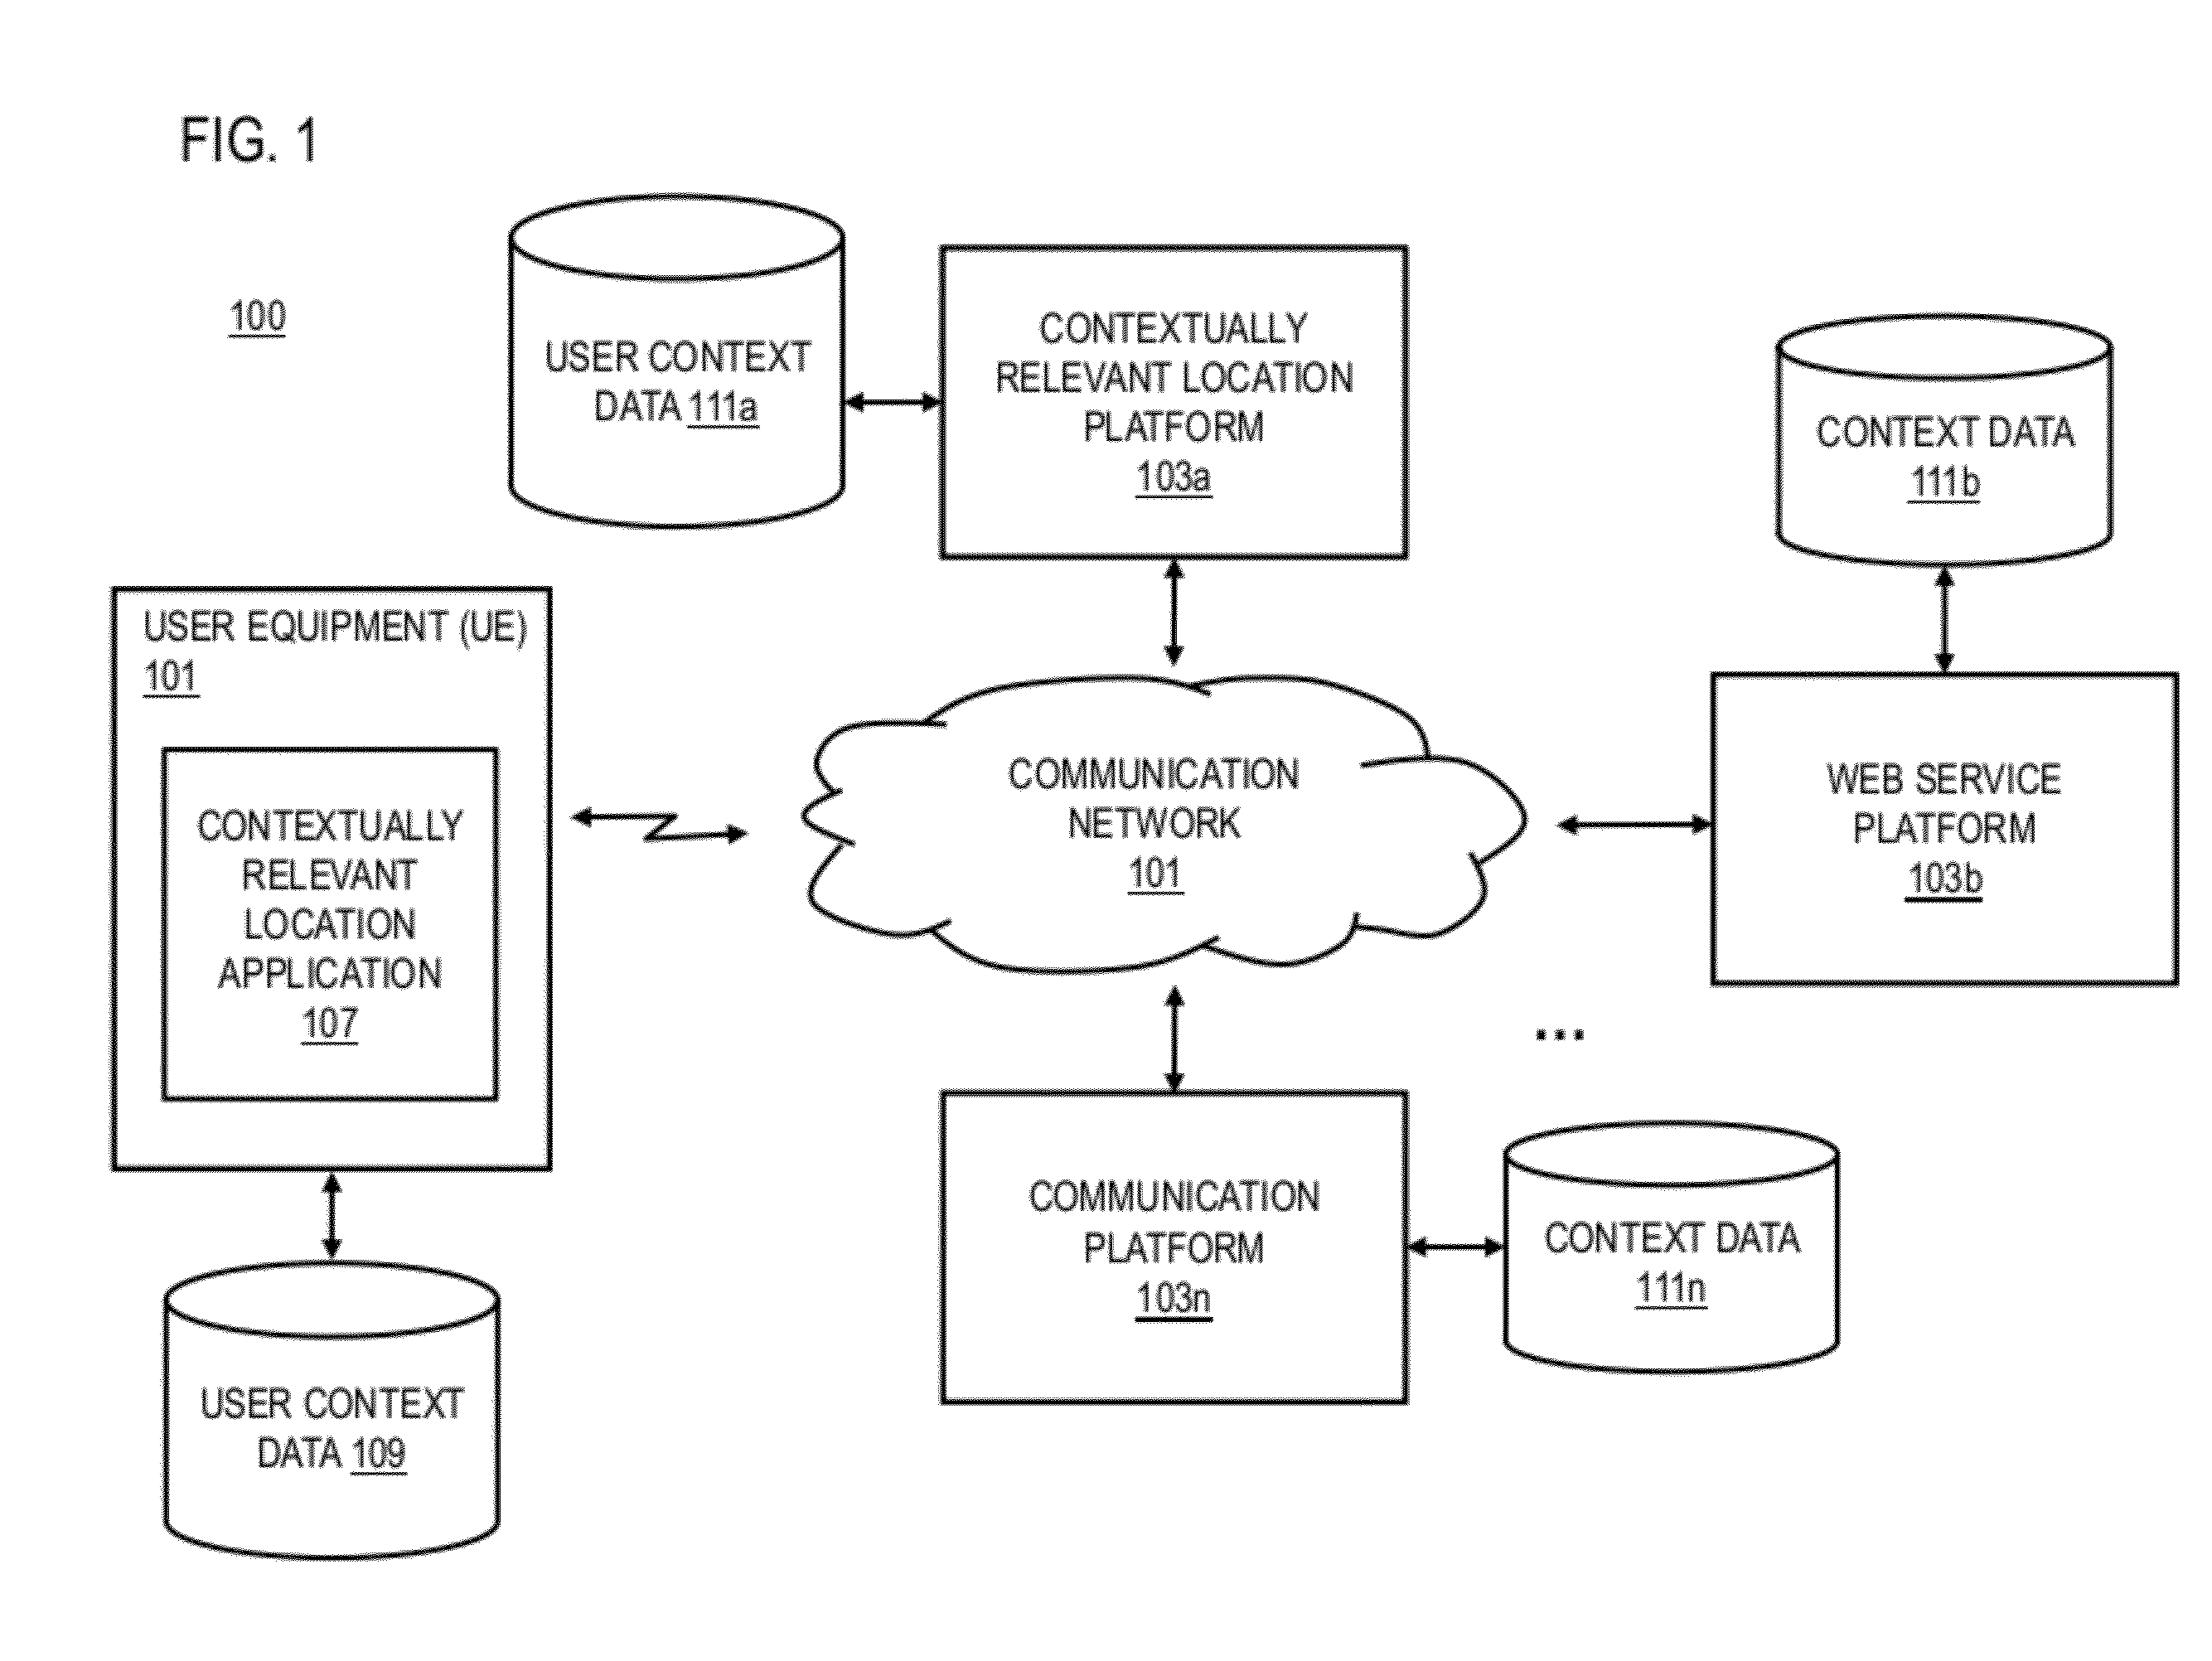 FIG. 1
100
USER CONTEXT
DATA 111a
CONTEXTUALLY
RELEVANT LOCATION
PLATFORM
103a
CONTEXT DATA
111b
USER EQUIPMENT (UE)
101
CONTEXTUALLY
RELEVANT
LOCATION
APPLICATION
107
COMMUNICATION
NETWORK
101
WEB SERVICE
PLATFORM
103b
...
COMMUNICATION
PLATFORM
103n
CONTEXT DATA
111n
USER CONTEXT
DATA 109